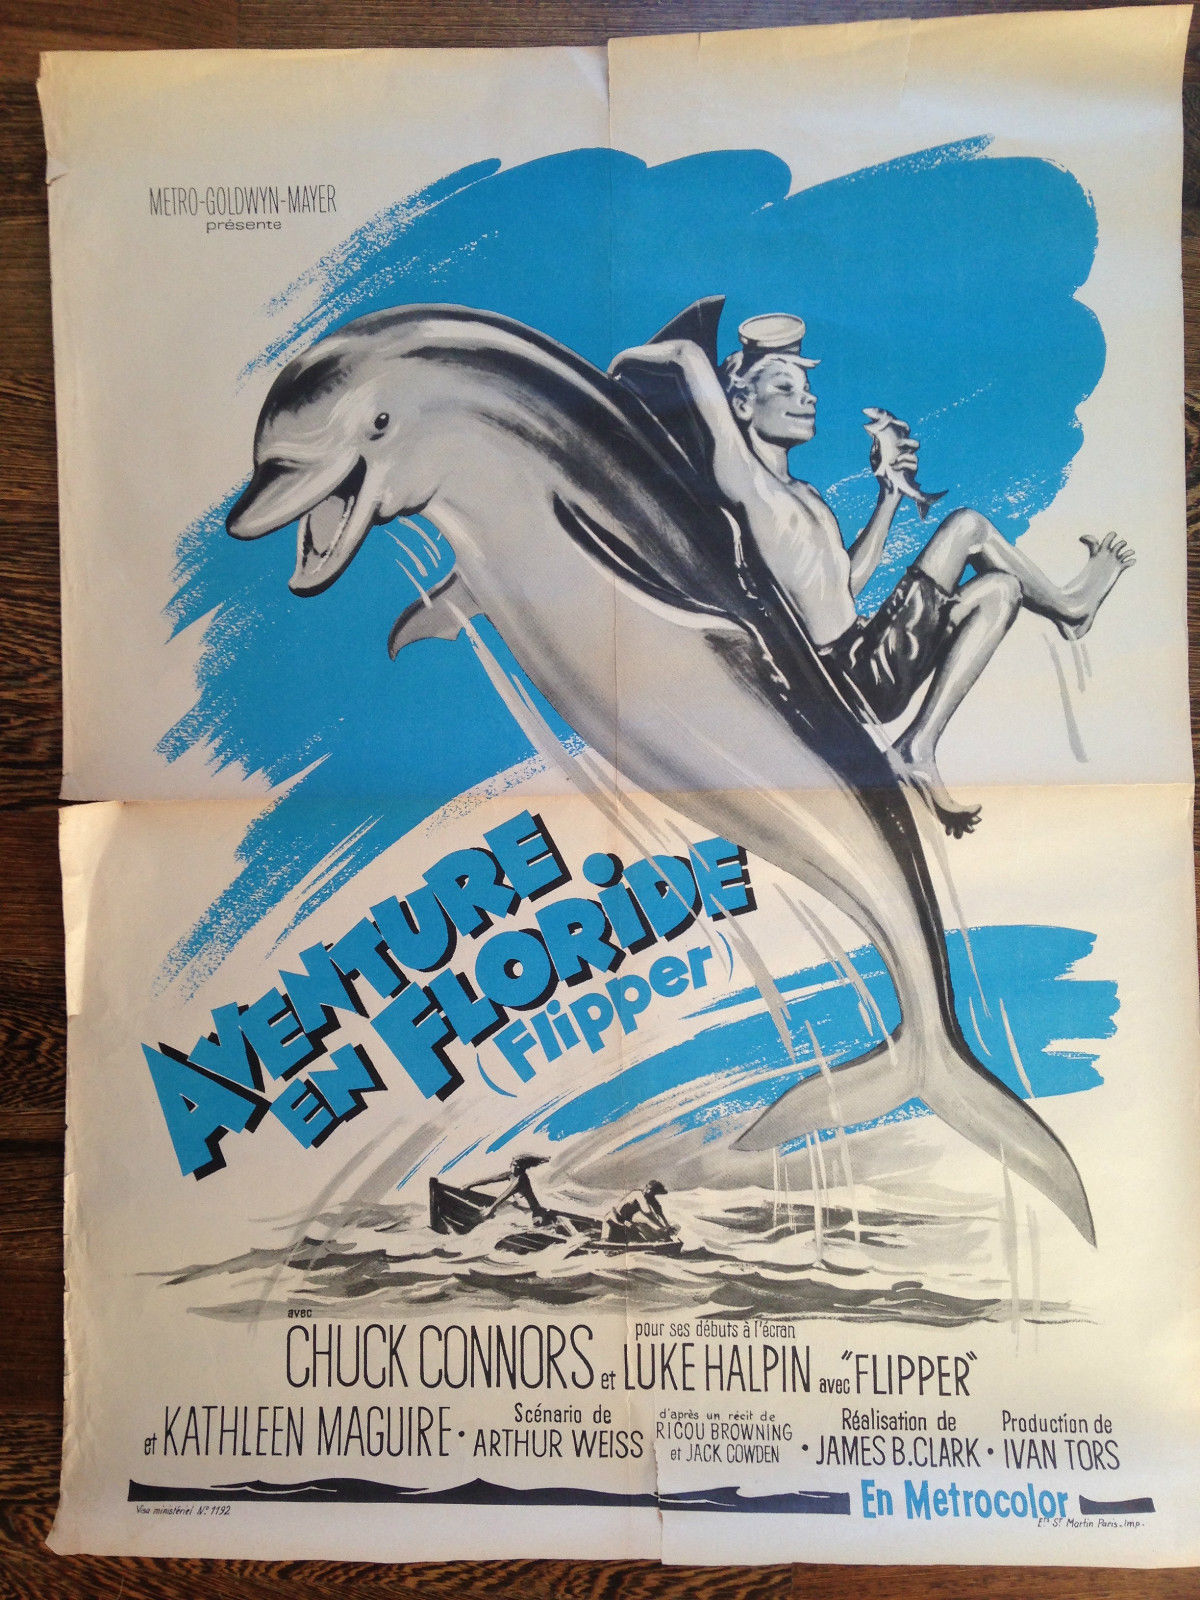 METRO-GOLDWYN-MAYER
présente
AVENTURE
EN FLORIDE
(Flipper)
avec
CHUCK CONNORS et
pour ses débuts à l'écran
LUKE HALPIN avec "FLIPPER"
et KATHLEEN MAGUIRE •
Scénario de
ARTHUR WEISS
d'après un récit de
RICOU BROWNING
et JACK COWDEN
• Réalisation de
JAMES B. CLARK •
Production de
IVAN TORS
En Metrocolor
Visa ministériel N° 1192
Ets St Martin Paris. Imp.